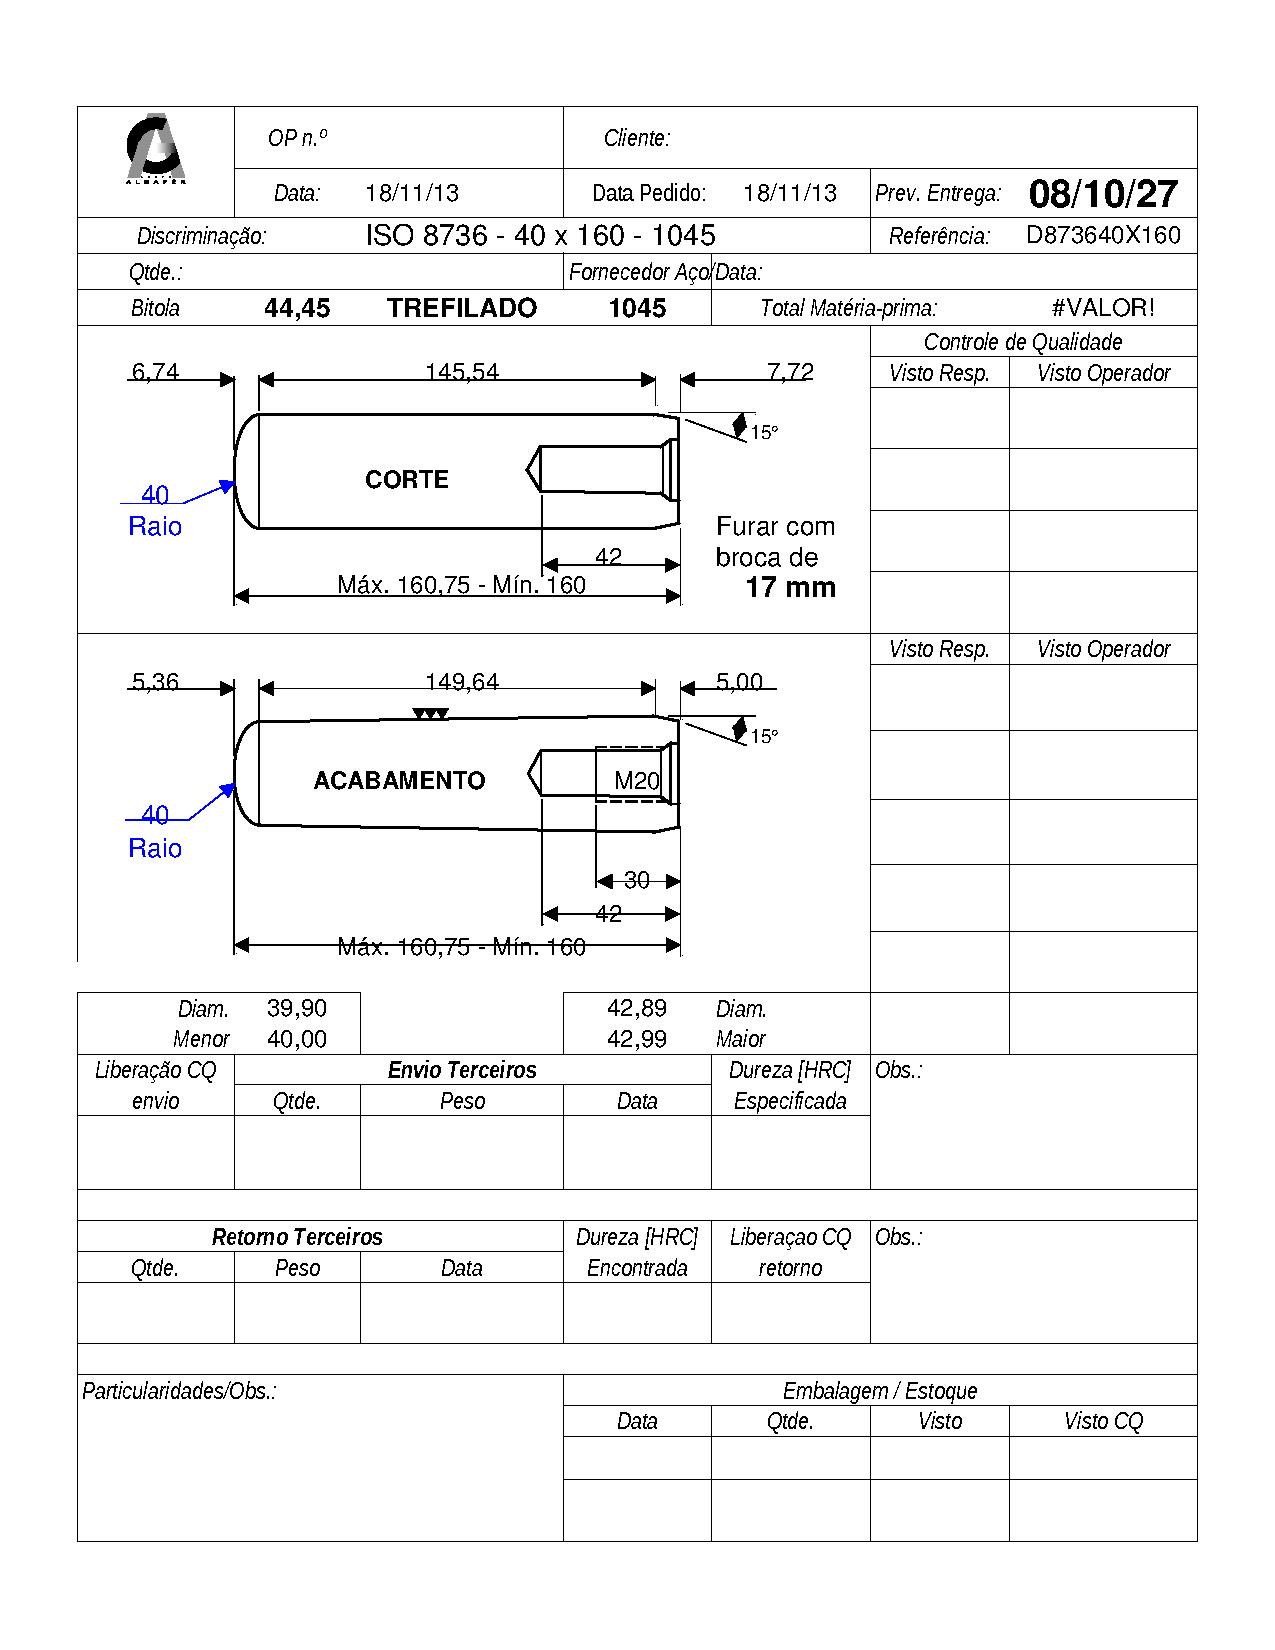 ALMAFER
OP n.º Cliente:
Data: 18/11/13 Data Pedido: 18/11/13 Prev. Entrega: 08/10/27
Discriminação: ISO 8736 - 40 x 160 - 1045 Referência: D873640X160
Qtde.: Fornecedor Aço/Data:
Bitola 44,45 TREFILADO 1045 Total Matéria-prima: #VALOR!
Controle de Qualidade
6,74 145,54 7,72 Visto Resp. Visto Operador
15°
CORTE
40
Raio Furar com
42 broca de
Máx. 160,75 - Mín. 160 17 mm
Visto Resp. Visto Operador
5,36 149,64 5,00
15°
ACABAMENTO M20
40
Raio
30
42
Máx. 160,75 - Mín. 160
Diam. 39,90 42,89 Diam.
Menor 40,00 42,99 Maior
Liberação CQ Envio Terceiros Dureza [HRC] Obs.:
envio Qtde. Peso Data Especificada
Retorno Terceiros Dureza [HRC] Liberaçao CQ Obs.:
Qtde. Peso Data Encontrada retorno
Particularidades/Obs.: Embalagem / Estoque
Data Qtde. Visto Visto CQ